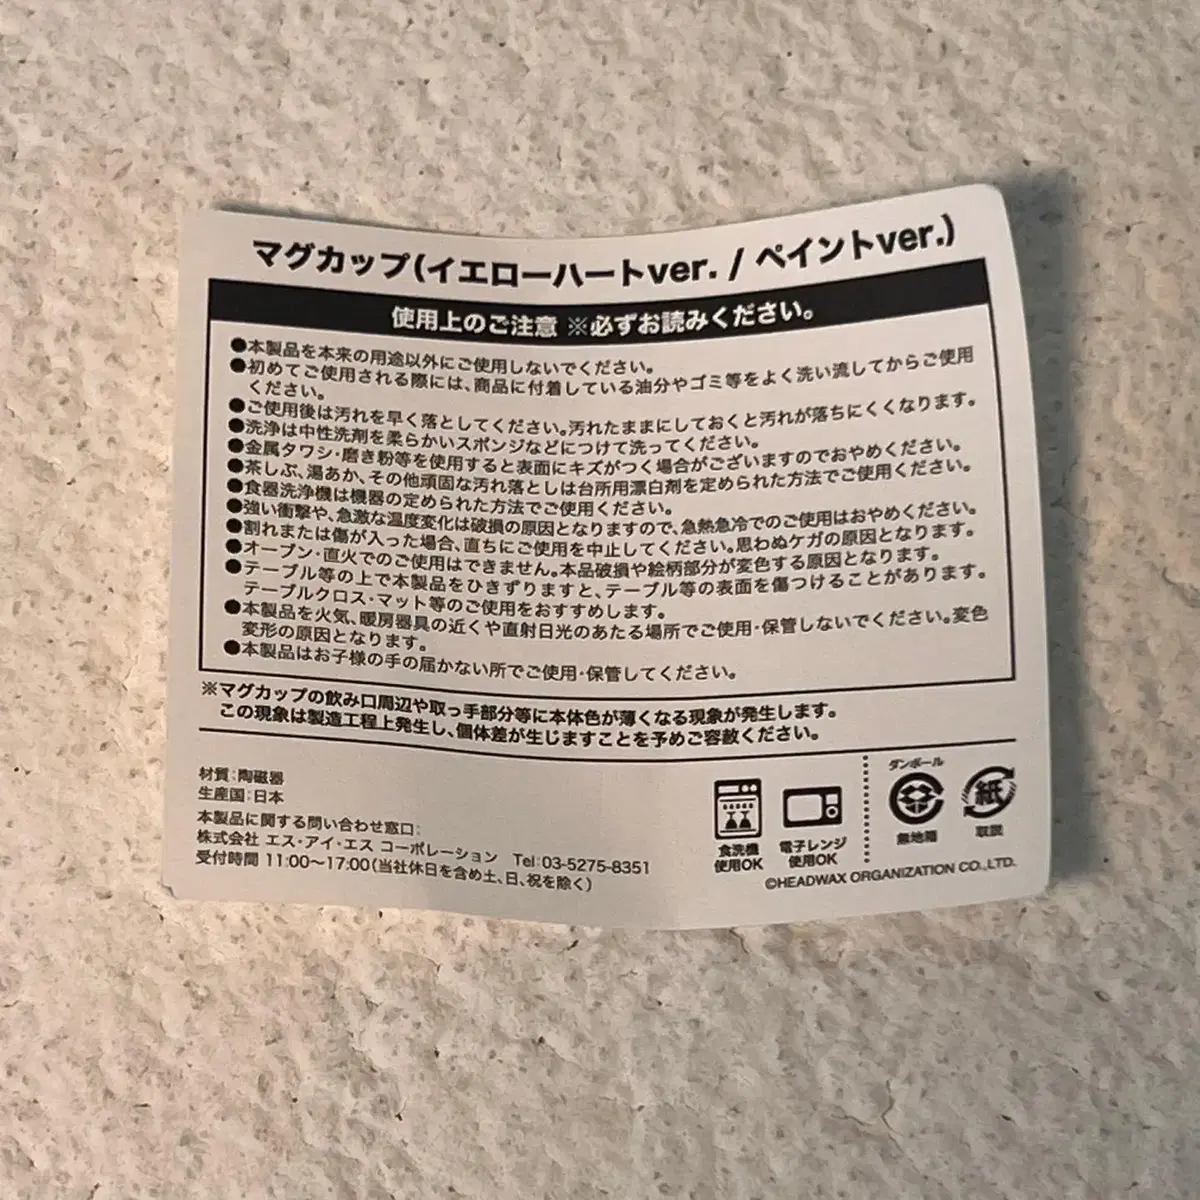 マグカップ(イエローハートver. / ペイントver.)
使用上のご注意 ※必ずお読みください。
●本製品を本来の用途以外にご使用しないでください。
●初めてご使用される際には、商品に付着している油分やゴミ等をよく洗い流してからご使用
ください。
●ご使用後は汚れを早く落としてください。汚れたままにしておくと汚れが落ちにくくなります。
●洗浄は中性洗剤を柔らかいスポンジなどにつけて洗ってください。
●金属タワシ・磨き粉等を使用すると表面にキズがつく場合がございますのでおやめください。
●茶しぶ、湯あか、その他頑固な汚れ落としは台所用漂白剤を定められた方法でご使用ください。
●食器洗浄機は機器の定められた方法でご使用ください。
●強い衝撃や、急激な温度変化は破損の原因となりますので、急熱急冷でのご使用はおやめください。
●割れまたは傷が入った場合、直ちにご使用を中止してください。思わぬケガの原因となります。
●オーブン・直火でのご使用はできません。本品破損や絵柄部分が変色する原因となります。
●テーブル等の上で本製品をひきずりますと、テーブル等の表面を傷つけることがあります。
テーブルクロス・マット等のご使用をおすすめします。
●本製品を火気、暖房器具の近くや直射日光のあたる場所でご使用・保管しないでください。変色
変形の原因となります。
●本製品はお子様の手の届かない所でご使用・保管してください。
※マグカップの飲み口周辺や取っ手部分等に本体色が薄くなる現象が発生します。
この現象は製造工程上発生し、個体差が生じますことを予めご容赦ください。
材質:陶磁器
生産国:日本
本製品に関する問い合わせ窓口:
株式会社 エス・アイ・エス コーポレーション Tel:03-5275-8351
受付時間 11:00〜17:00(当社休日を含め土、日、祝を除く)
食洗機
使用OK
電子レンジ
使用OK
ダンボール
無地箱
紙
取説
©HEADWAX ORGANIZATION CO.,LTD.